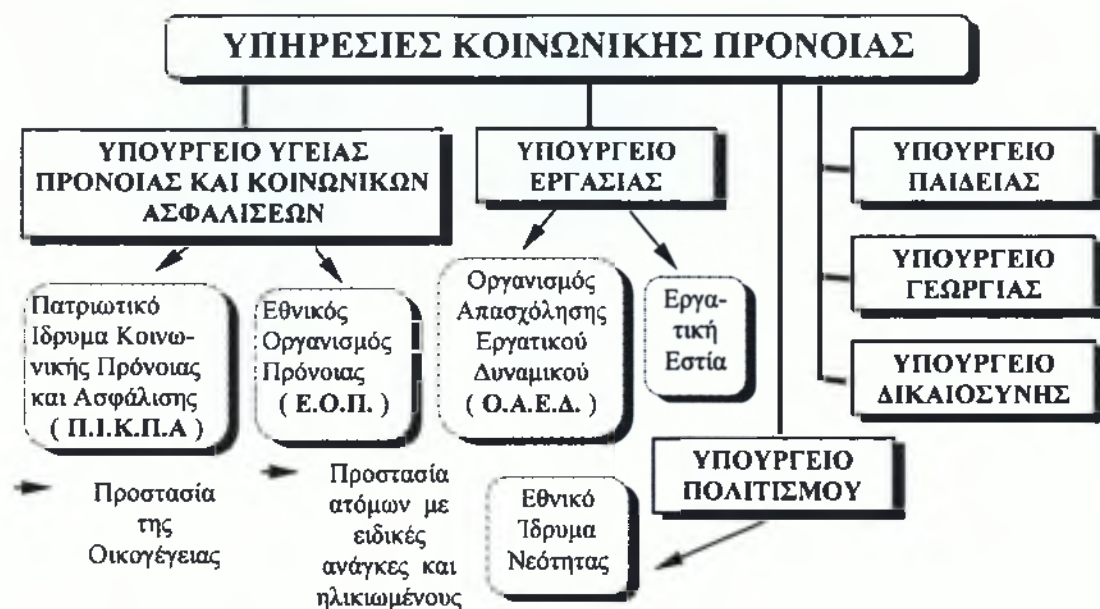 ΥΠΗΡΕΣΙΕΣ ΚΟΙΝΩΝΙΚΗΣ ΠΡΟΝΟΙΑΣ
ΥΠΟΥΡΓΕΙΟ ΥΓΕΙΑΣ
ΠΡΟΝΟΙΑΣ ΚΑΙ ΚΟΙΝΩΝΙΚΩΝ
ΑΣΦΑΛΙΣΕΩΝ
Πατριωτικό
Ιδρυμα Κοινω-
νικής Πρόνοιας
και Ασφάλισης
( Π.Ι.Κ.Π.Α )
Προστασία
της
Οικογέγειας
Εθνικός
Οργανισμός
Πρόνοιας
( Ε.Ο.Π. )
Προστασία
ατόμων με
ειδικές
ανάγκες και
ηλικιωμένους
ΥΠΟΥΡΓΕΙΟ
ΕΡΓΑΣΙΑΣ
Οργανισμός
Απασχόλησης
Εργατικού
Δυναμικού
( Ο.Α.Ε.Δ. )
Εργα-
τική
Εστία
ΥΠΟΥΡΓΕΙΟ
ΠΟΛΙΤΙΣΜΟΥ
Εθνικό
Ίδρυμα
Νεότητας
ΥΠΟΥΡΓΕΙΟ
ΠΑΙΔΕΙΑΣ
ΥΠΟΥΡΓΕΙΟ
ΓΕΩΡΓΙΑΣ
ΥΠΟΥΡΓΕΙΟ
ΔΙΚΑΙΟΣΥΝΗΣ